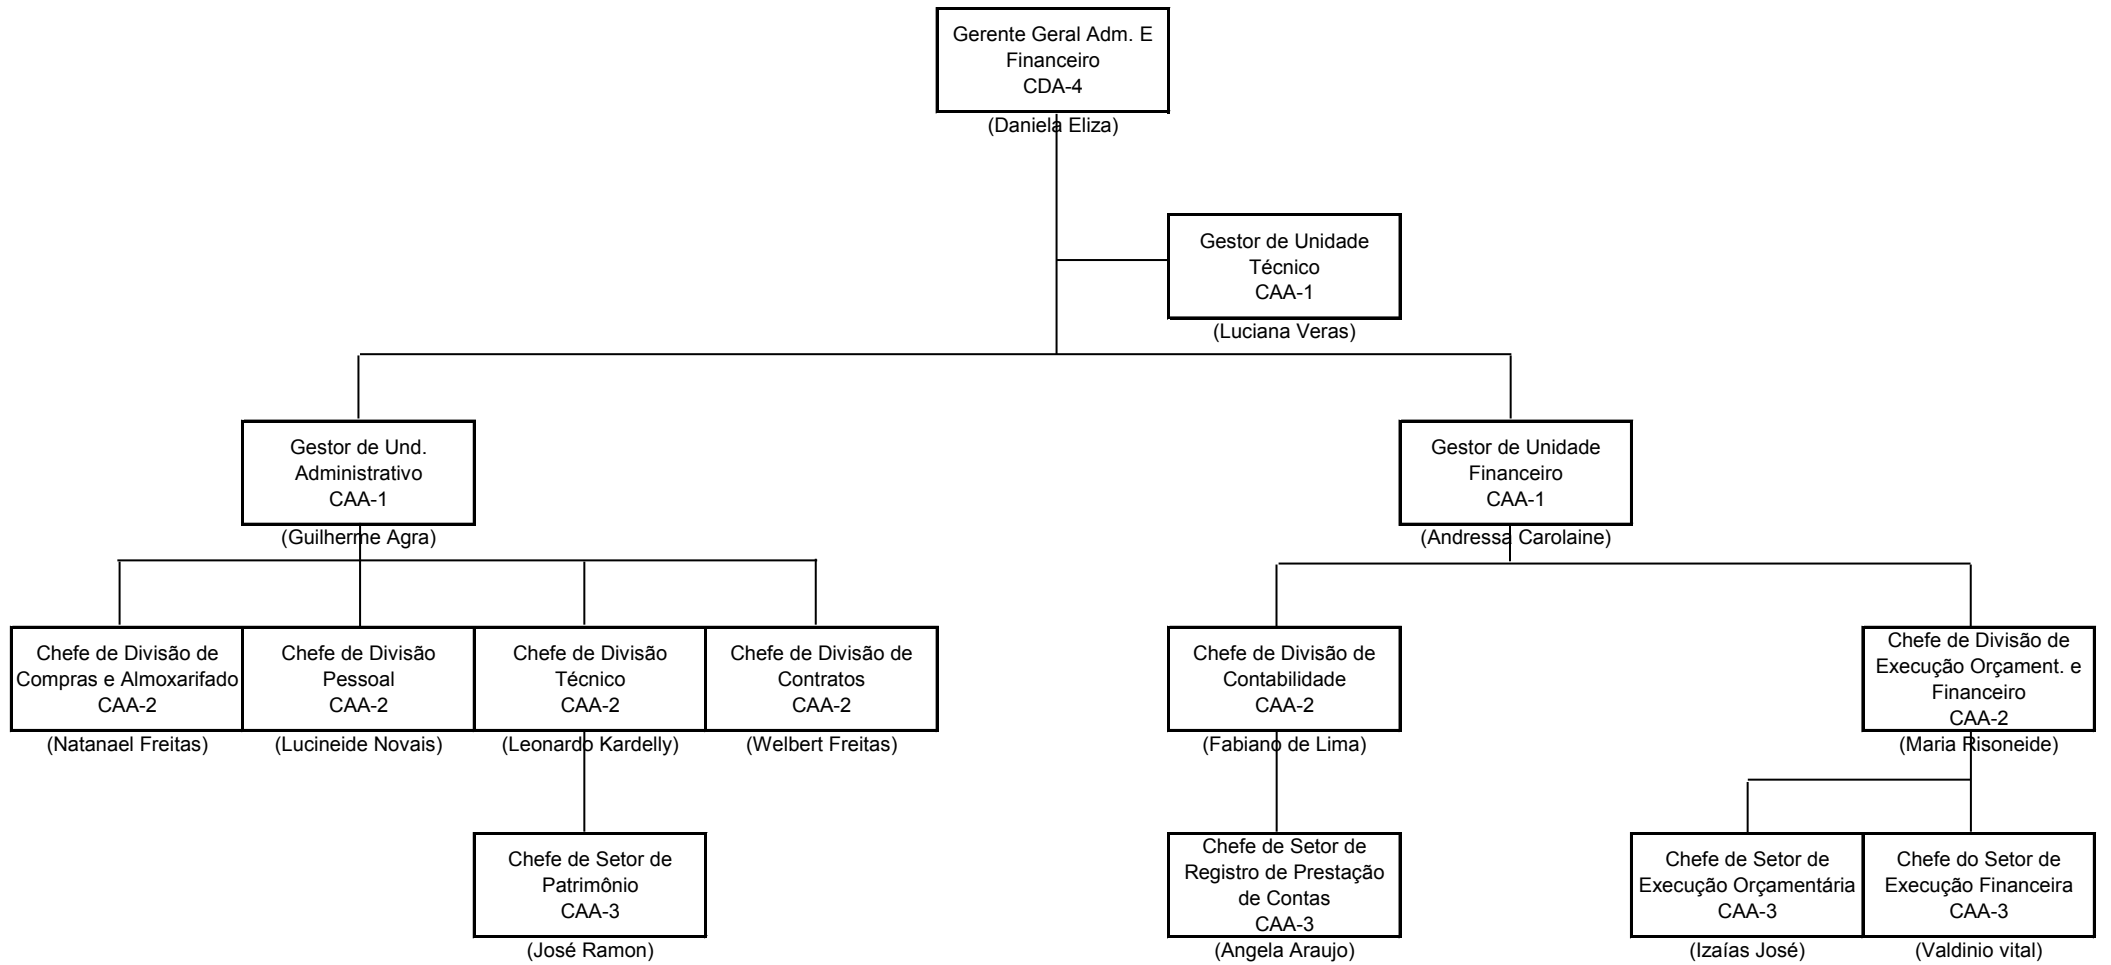 Gerente Geral Adm. E
Financeiro
CDA-4
(Daniela Eliza)
Gestor de Unidade
Técnico
CAA-1
(Luciana Veras)
Gestor de Und.
Administrativo
CAA-1
(Guilherme Agra)
Gestor de Unidade
Financeiro
CAA-1
(Andressa Carolaine)
Chefe de Divisão de
Compras e Almoxarifado
CAA-2
(Natanael Freitas)
Chefe de Divisão
Pessoal
CAA-2
(Lucineide Novais)
Chefe de Divisão
Técnico
CAA-2
(Leonardo Kardelly)
Chefe de Divisão de
Contratos
CAA-2
(Welbert Freitas)
Chefe de Divisão de
Contabilidade
CAA-2
(Fabiano de Lima)
Chefe de Divisão de
Execução Orçament. e
Financeiro
CAA-2
(Maria Risoneide)
Chefe de Setor de
Patrimônio
CAA-3
(José Ramon)
Chefe de Setor de
Registro de Prestação
de Contas
CAA-3
(Angela Araujo)
Chefe de Setor de
Execução Orçamentária
CAA-3
(Izaías José)
Chefe do Setor de
Execução Financeira
CAA-3
(Valdinio vital)